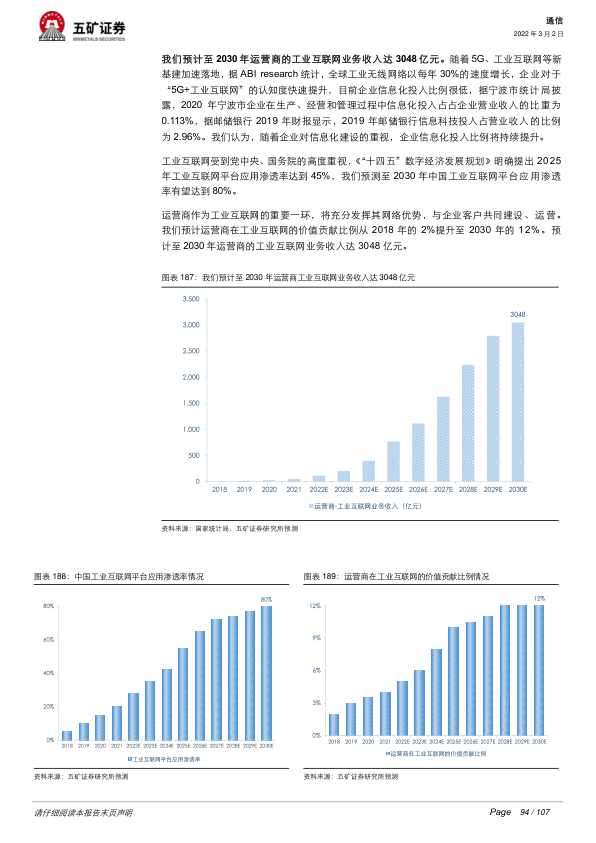 五矿证券
MINMETALS SECURITIES
通信
2022 年 3 月 2 日
我们预计至 2030 年运营商的工业互联网业务收入达 3048 亿元。随着 5G、工业互联网等新
基建加速落地，据 ABI research 统计，全球工业无线网络以每年 30%的速度增长，企业对于
“5G+工业互联网”的认知度快速提升，目前企业信息化投入比例很低，据宁波市统计局披
露，2020 年宁波市企业在生产、经营和管理过程中信息化投入占占企业营业收入的比重为
0.113%，据邮储银行 2019 年财报显示，2019 年邮储银行信息科技投入占营业收入的比例
为 2.96%。我们认为，随着企业对信息化建设的重视，企业信息化投入比例将持续提升。
工业互联网受到党中央、国务院的高度重视，《“十四五”数字经济发展规划》明确提出 2025
年工业互联网平台应用渗透率达到 45%，我们预测至 2030 年中国工业互联网平台应用渗透
率有望达到 80%。
运营商作为工业互联网的重要一环，将充分发挥其网络优势，与企业客户共同建设、运营。
我们预计运营商在工业互联网的价值贡献比例从 2018 年的 2%提升至 2030 年的 12%。预
计至 2030 年运营商的工业互联网业务收入达 3048 亿元。
图表 187：我们预计至 2030 年运营商工业互联网业务收入达 3048 亿元
3,500
3,000
2,500
2,000
1,500
1,000
500
0
3048
2018 2019 2020 2021 2022E 2023E 2024E 2025E 2026E 2027E 2028E 2029E 2030E
运营商-工业互联网业务收入（亿元）
资料来源：国家统计局，五矿证券研究所预测
图表 188：中国工业互联网平台应用渗透率情况
80%
60%
40%
20%
0%
80%
2018 2019 2020 2021 2022E 2023E 2024E 2025E 2026E 2027E 2028E 2029E 2030E
工业互联网平台应用渗透率
资料来源：五矿证券研究所预测
图表 189：运营商在工业互联网的价值贡献比例情况
12%
9%
6%
3%
0%
12%
2018 2019 2020 2021 2022E 2023E 2024E 2025E 2026E 2027E 2028E 2029E 2030E
运营商在工业互联网的价值贡献比例
资料来源：五矿证券研究所预测
请仔细阅读本报告末页声明
Page 94 / 107